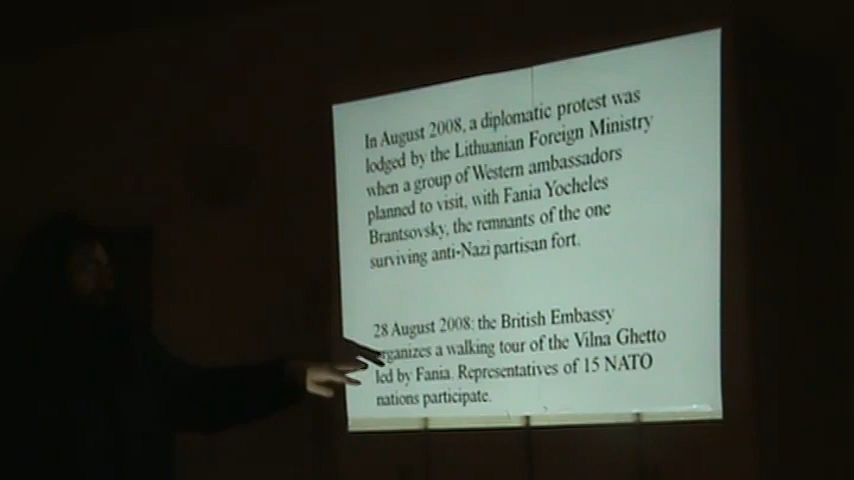 In August 2008, a diplomatic protest was
lodged by the Lithuanian Foreign Ministry
when a group of Western ambassadors
planned to visit, with Fania Yocheles
Brantsovsky, the remnants of the one
surviving anti-Nazi partisan fort.
28 August 2008: the British Embassy
organizes a walking tour of the Vilna Ghetto
led by Fania. Representatives of 15 NATO
nations participate.